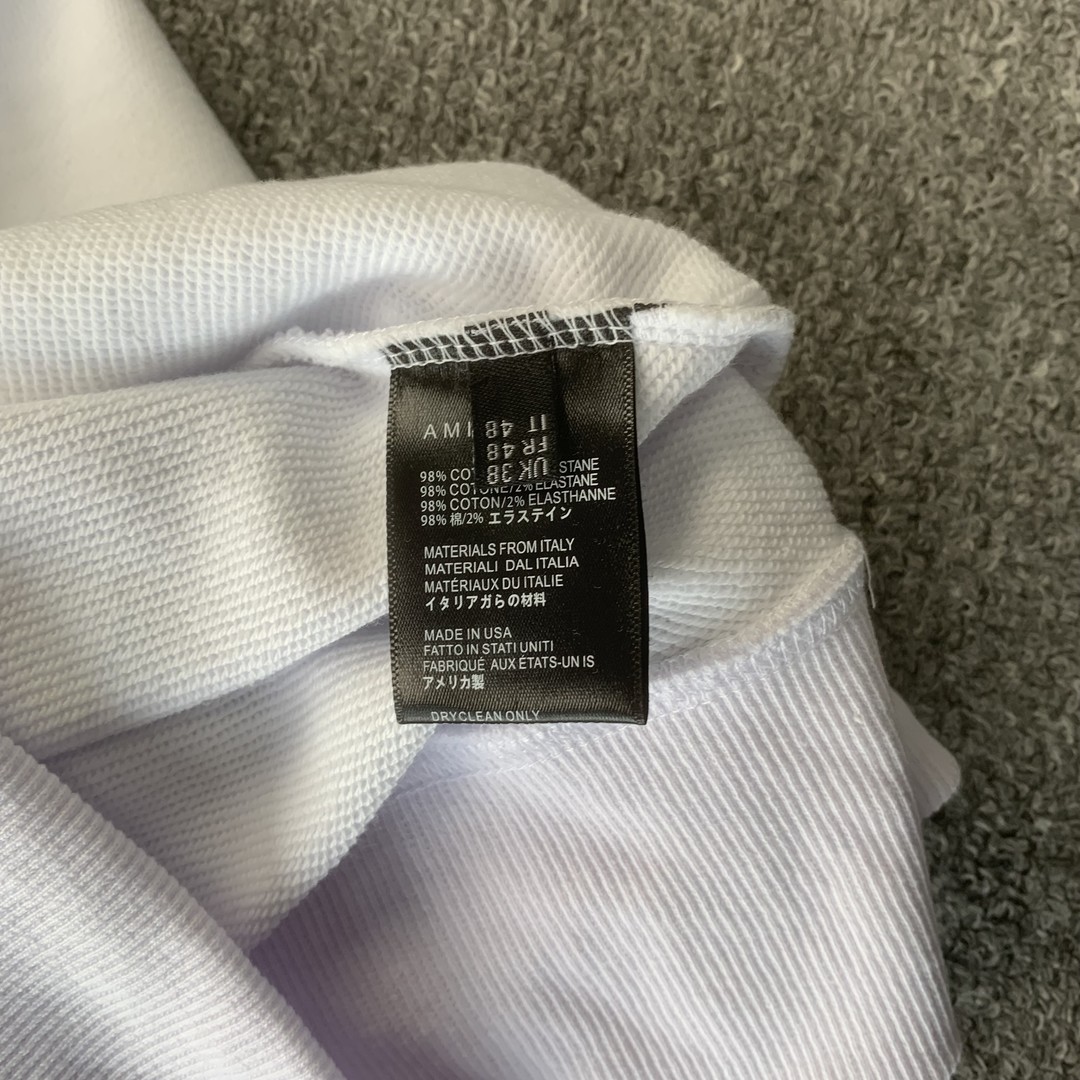 AMI
IT 48
FR 48
UK 38
98% COT STANE
98% COTONE/2% ELASTANE
98% COTON/2% ELASTHANNE
98% 棉/2% エラステイン
MATERIALS FROM ITALY
MATERIALI DAL ITALIA
MATÉRIAUX DU ITALIE
イタリアガらの材料
MADE IN USA
FATTO IN STATI UNITI
FABRIQUÉ AUX ÉTATS-UN IS
アメリカ製
DRYCLEAN ONLY